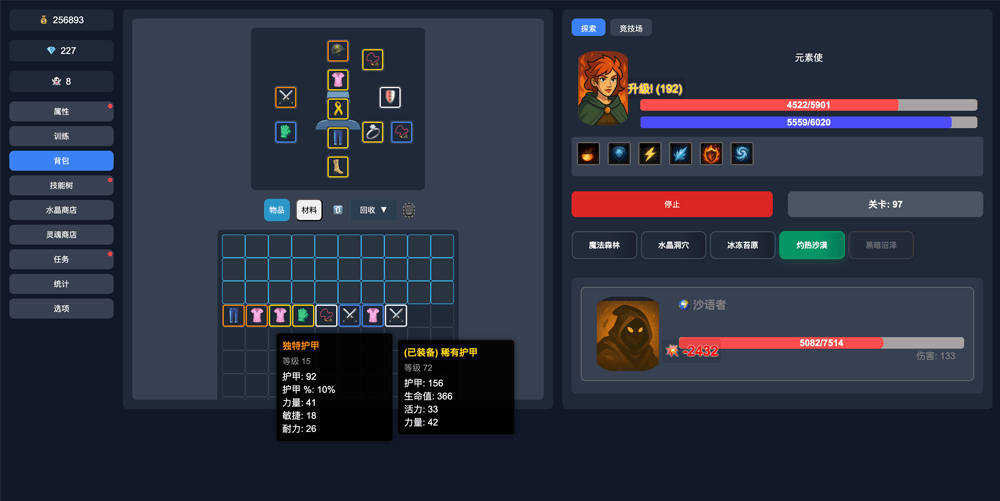 256893
227
8
属性
训练
背包
技能树
水晶商店
灵魂商店
任务
统计
选项
物品
材料
回收 ▼
独特护甲
等级 15
护甲: 92
护甲 %: 10%
力量: 41
敏捷: 18
耐力: 26
(已装备) 稀有护甲
等级 72
护甲: 156
生命值: 366
活力: 33
力量: 42
探索
竞技场
元素使
升级! (192)
4522/5901
5559/6020
停止
关卡: 97
魔法森林
水晶洞穴
冰冻苔原
灼热沙漠
黑暗沼泽
沙语者
5082/7514
-2432
伤害: 133